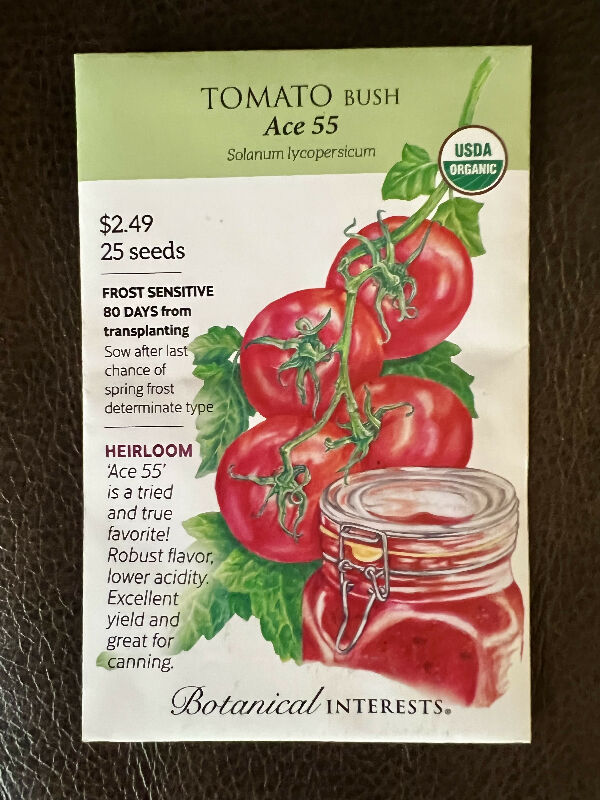 TOMATO BUSH
Ace 55
Solanum lycopersicum
USDA
ORGANIC
$2.49
25 seeds
FROST SENSITIVE
80 DAYS from
transplanting
Sow after last
chance of
spring frost
determinate type
HEIRLOOM
'Ace 55'
is a tried
and true
favorite!
Robust flavor,
lower acidity.
Excellent
yield and
great for
canning.
Botanical INTERESTS®